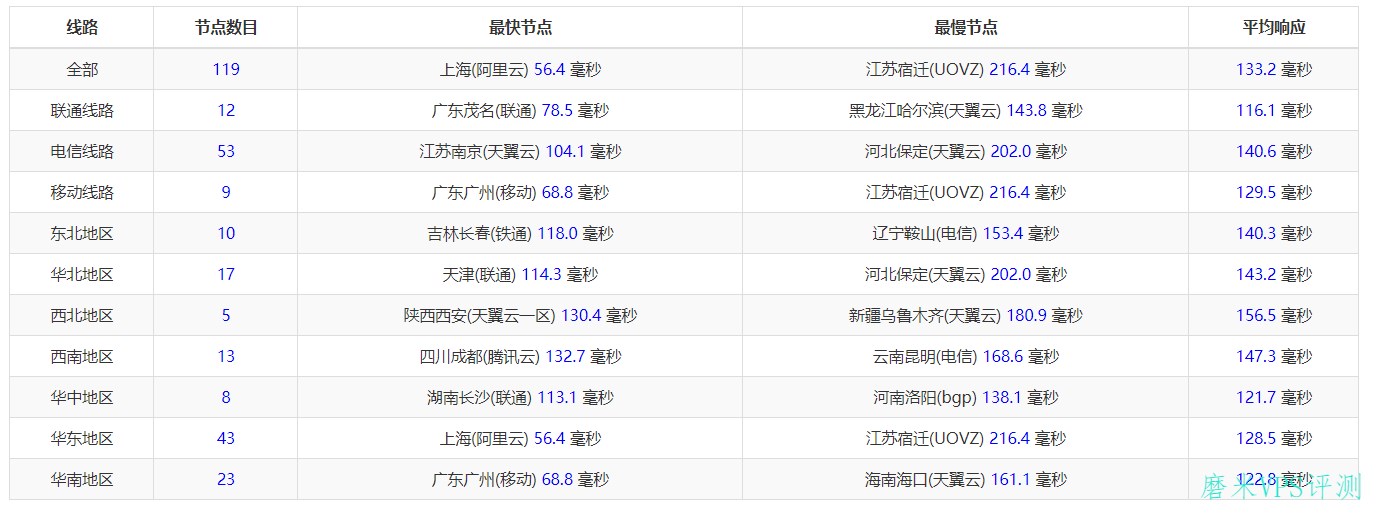 线路 节点数目 最快节点 最慢节点 平均响应
全部 119 上海(阿里云) 56.4 毫秒 江苏宿迁(UOVZ) 216.4 毫秒 133.2 毫秒
联通线路 12 广东茂名(联通) 78.5 毫秒 黑龙江哈尔滨(天翼云) 143.8 毫秒 116.1 毫秒
电信线路 53 江苏南京(天翼云) 104.1 毫秒 河北保定(天翼云) 202.0 毫秒 140.6 毫秒
移动线路 9 广东广州(移动) 68.8 毫秒 江苏宿迁(UOVZ) 216.4 毫秒 129.5 毫秒
东北地区 10 吉林长春(铁通) 118.0 毫秒 辽宁鞍山(电信) 153.4 毫秒 140.3 毫秒
华北地区 17 天津(联通) 114.3 毫秒 河北保定(天翼云) 202.0 毫秒 143.2 毫秒
西北地区 5 陕西西安(天翼云一区) 130.4 毫秒 新疆乌鲁木齐(天翼云) 180.9 毫秒 156.5 毫秒
西南地区 13 四川成都(腾讯云) 132.7 毫秒 云南昆明(电信) 168.6 毫秒 147.3 毫秒
华中地区 8 湖南长沙(联通) 113.1 毫秒 河南洛阳(bgp) 138.1 毫秒 121.7 毫秒
华东地区 43 上海(阿里云) 56.4 毫秒 江苏宿迁(UOVZ) 216.4 毫秒 128.5 毫秒
华南地区 23 广东广州(移动) 68.8 毫秒 海南海口(天翼云) 161.1 毫秒 122.8 毫秒
磨米VPS评测